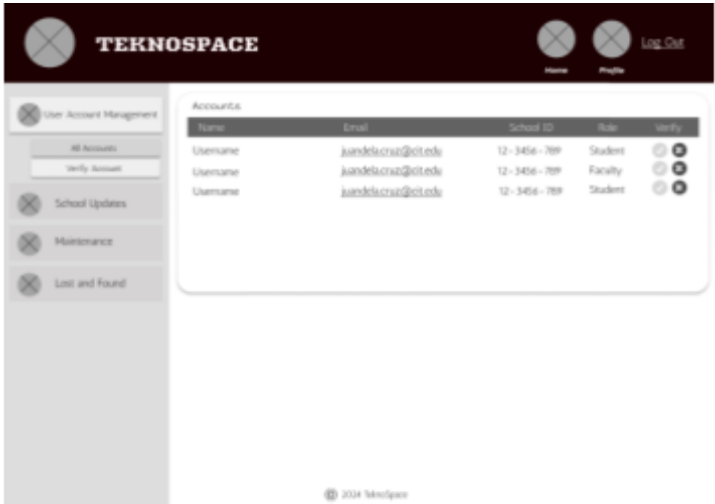 TEKNOSPACE
Home Profile Log Out
User Account Management
All Accounts
Verify Account
School Updates
Maintenance
Lost and Found
Accounts
Name Email School ID Role Verify
Username juandelacruz@cit.edu 12-3456-789 Student
Username juandelacruz@cit.edu 12-3456-789 Faculty
Username juandelacruz@cit.edu 12-3456-789 Student
© 2024 TeknoSpace